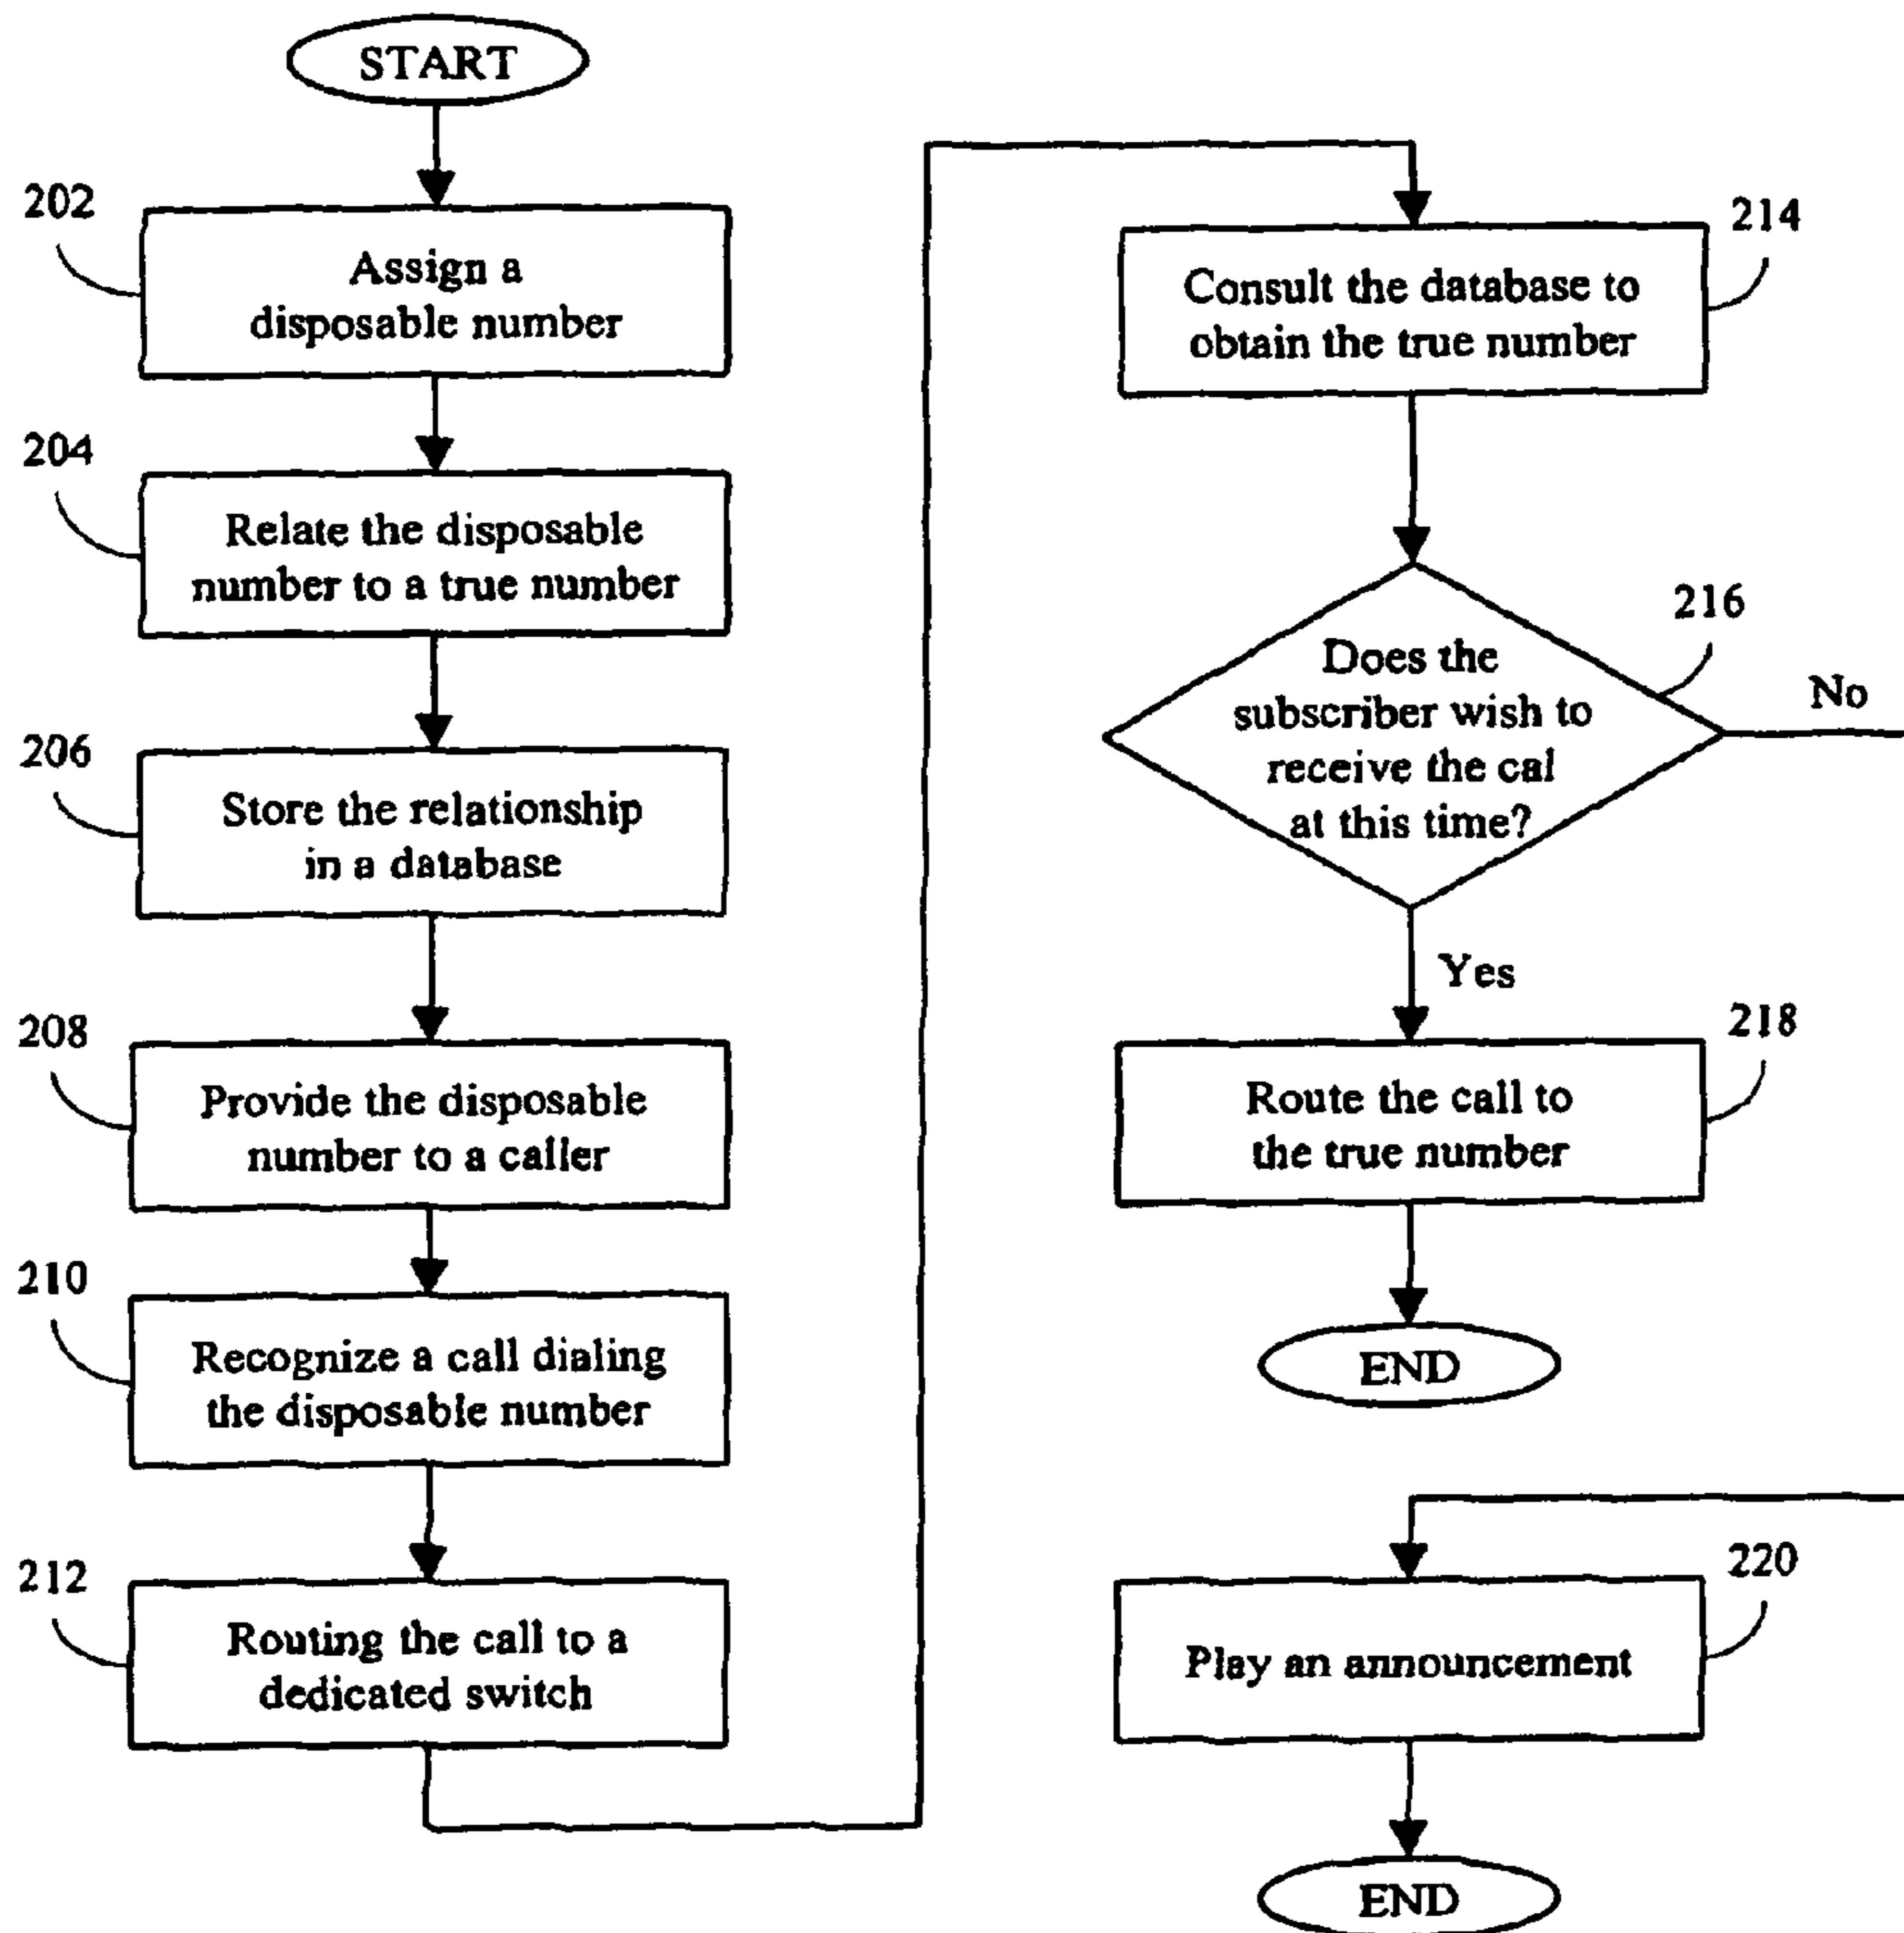 START
202
Assign a
disposable number
204
Relate the disposable
number to a true number
206
Store the relationship
in a database
208
Provide the disposable
number to a caller
210
Recognize a call dialing
the disposable number
212
Routing the call to a
dedicated switch
214
Consult the database to
obtain the true number
216
Does the
subscriber wish to
receive the cal
at this time?
No
Yes
218
Route the call to
the true number
END
220
Play an announcement
END